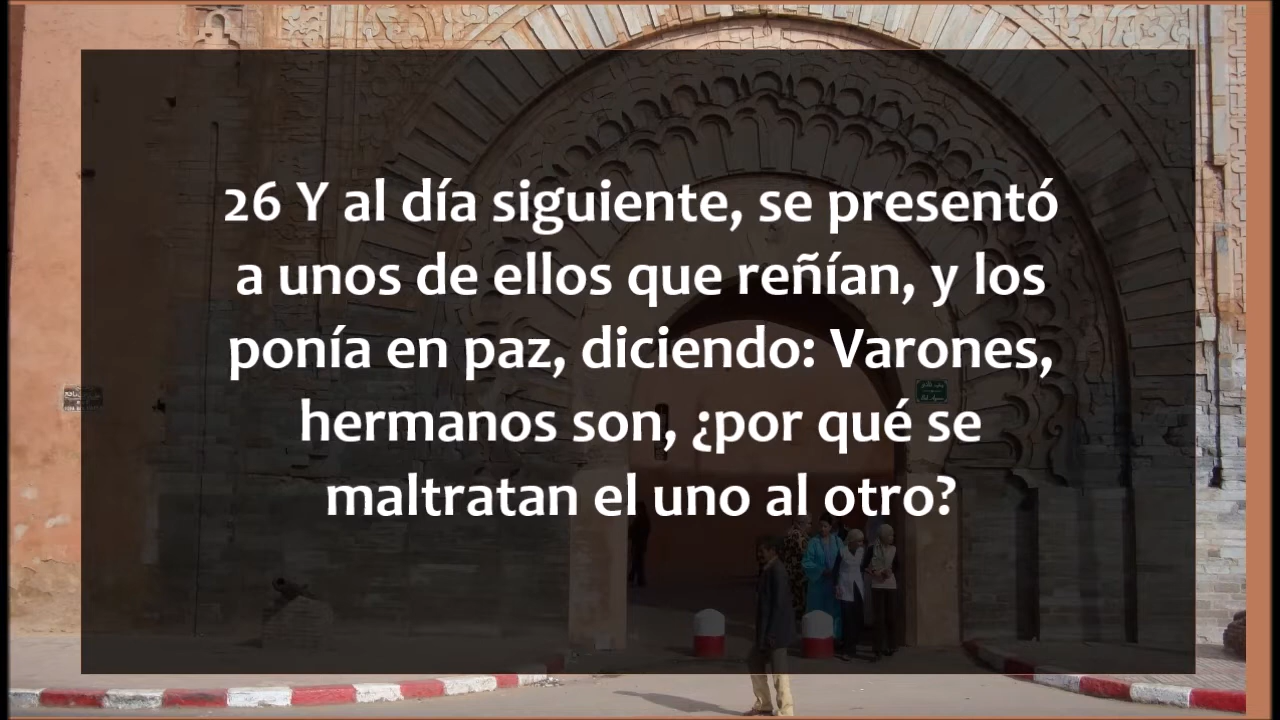 26 Y al día siguiente, se presentó
a unos de ellos que reñían, y los
ponía en paz, diciendo: Varones,
hermanos son, ¿por qué se
maltratan el uno al otro?